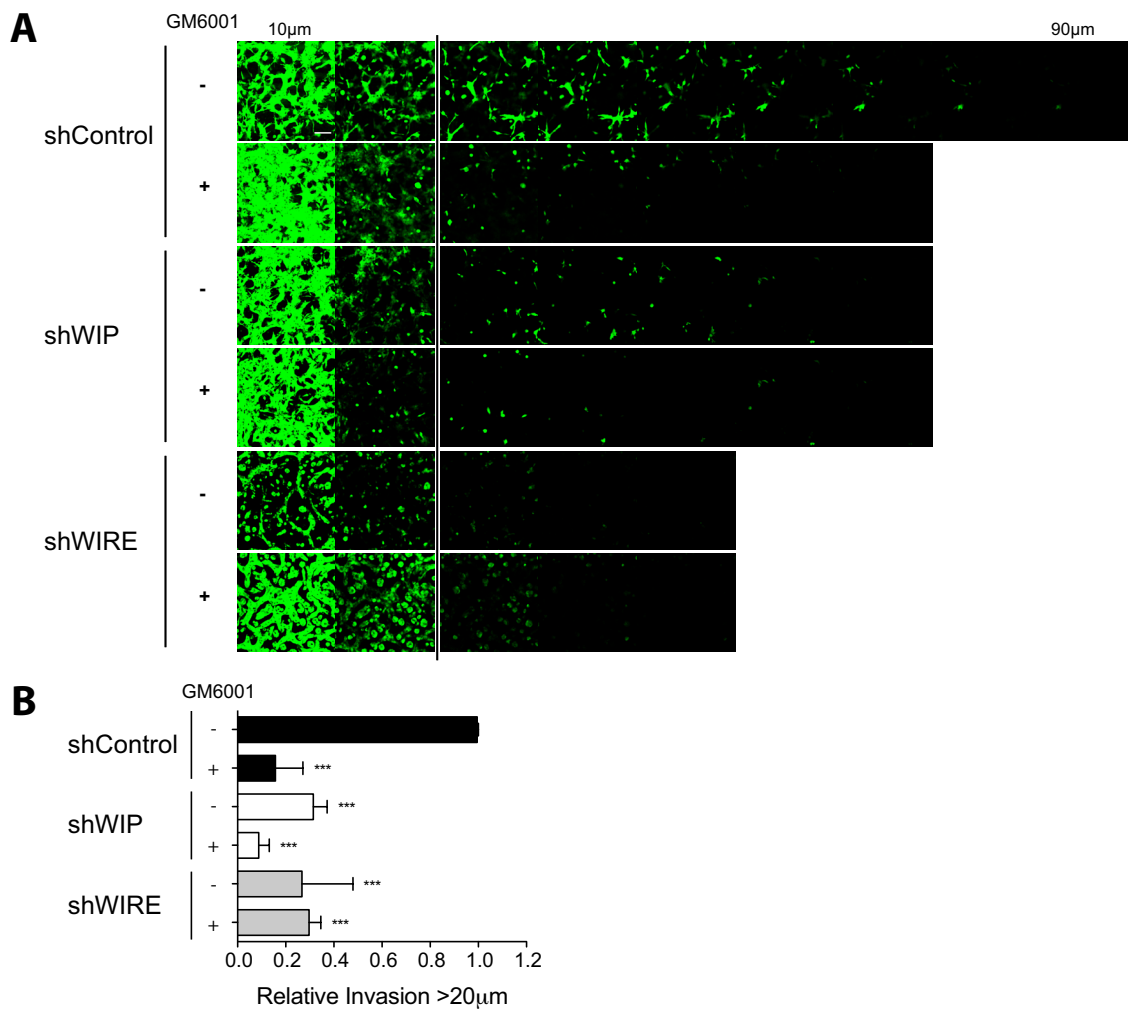 A
GM6001
10µm
90µm
shControl
-
+
shWIP
-
+
shWIRE
-
+
B
GM6001
shControl
-
+ ***
shWIP
- ***
+ ***
shWIRE
- ***
+ ***
0.0 0.2 0.4 0.6 0.8 1.0 1.2
Relative Invasion >20µm